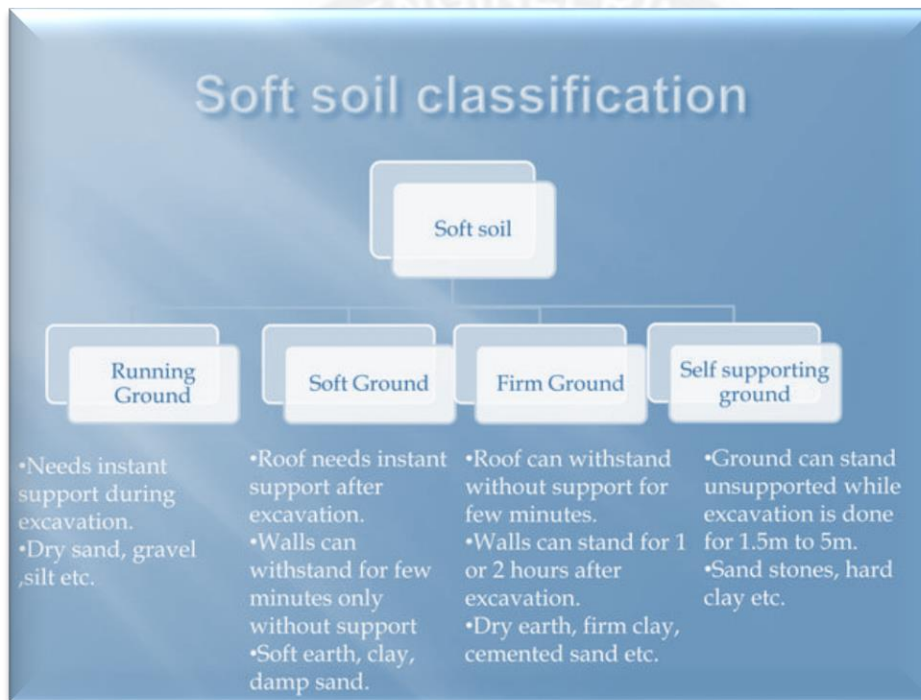 Soft soil classification
Soft soil
Running
Ground
Soft Ground
Firm Ground
Self supporting
ground
•Needs instant
support during
excavation.
•Dry sand, gravel
,silt etc.
•Roof needs instant
support after
excavation.
•Walls can
withstand for few
minutes only
without support
•Soft earth, clay,
damp sand.
•Roof can withstand
without support for
few minutes.
•Walls can stand for 1
or 2 hours after
excavation.
•Dry earth, firm clay,
cemented sand etc.
•Ground can stand
unsupported while
excavation is done
for 1.5m to 5m.
•Sand stones, hard
clay etc.